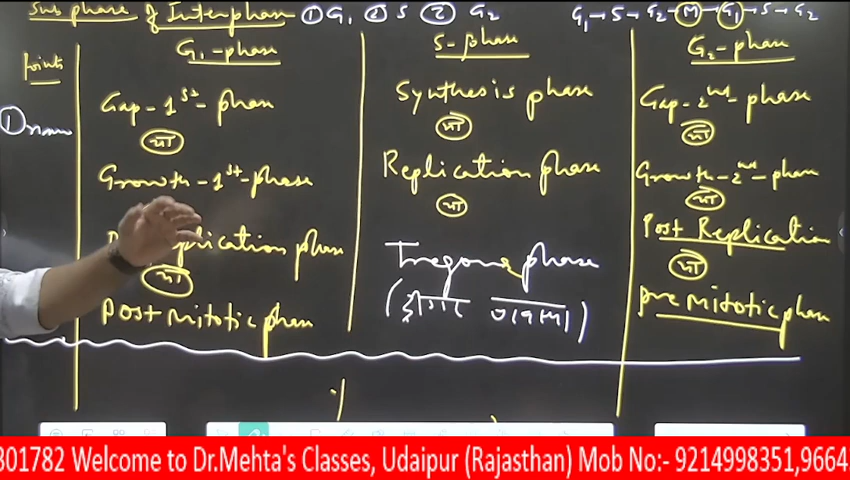 Sub phase of Interphase ① G₁ ② S ② G₂ G₁→S→G₂→M→G₁→S→G₂
Points G₁-phase S-phase G₂-phase
① name Gap-1st-phase Synthesis phase Gap-2nd-phase
या या या
Growth-1st-phase Replication phase Growth-2nd-phase
या या
plication phase phase Post Replication
या या
Post Mitotic phase Pre Mitotic phase
301782 Welcome to Dr.Mehta's Classes, Udaipur (Rajasthan) Mob No:- 9214998351,9664